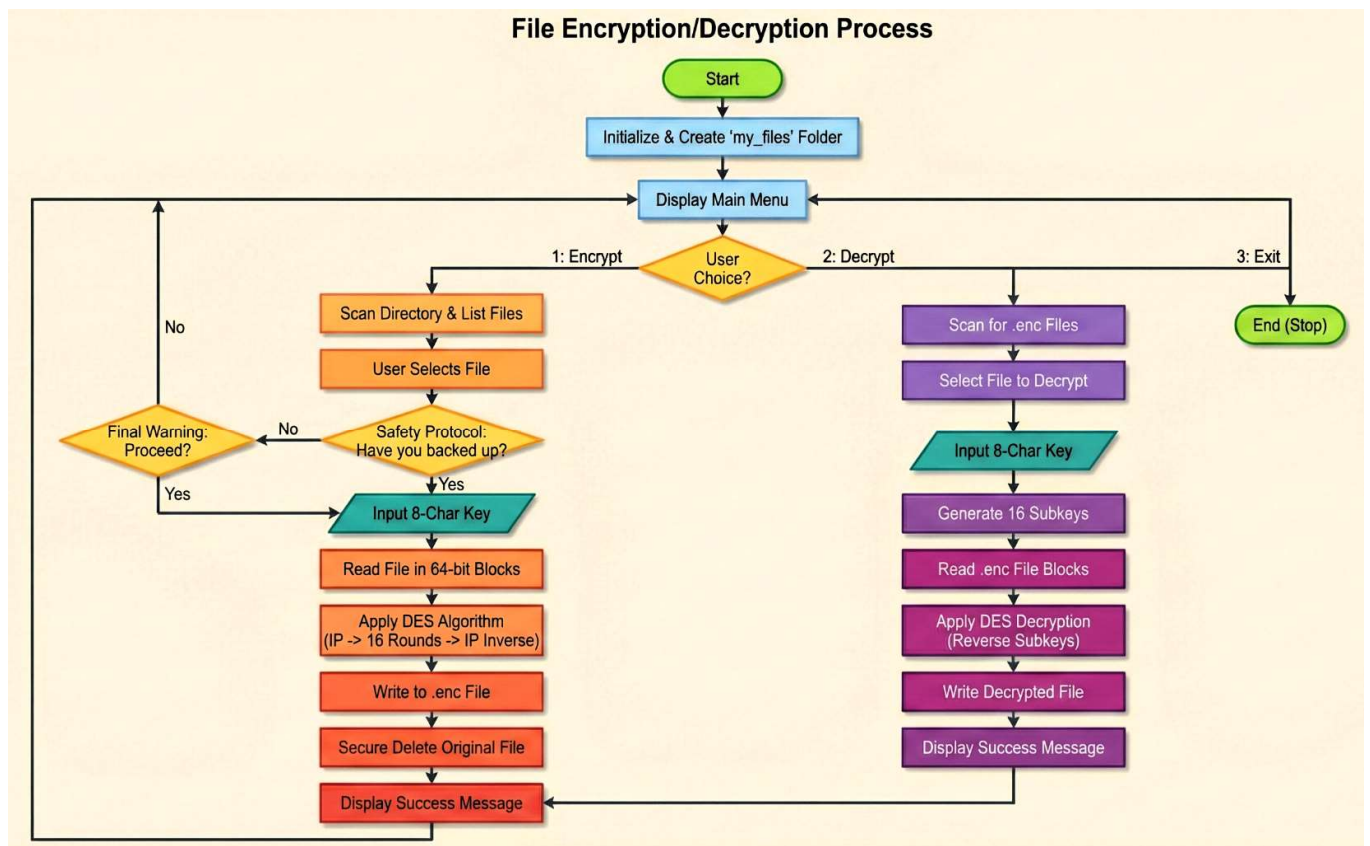 File Encryption/Decryption Process
Start
Initialize & Create 'my_files' Folder
Display Main Menu
User
Choice?
1: Encrypt
2: Decrypt
3: Exit
Scan Directory & List Files
User Selects File
Safety Protocol:
Have you backed up?
No
Final Warning:
Proceed?
No
Yes
Yes
Input 8-Char Key
Read File in 64-bit Blocks
Apply DES Algorithm
(IP -> 16 Rounds -> IP Inverse)
Write to .enc File
Secure Delete Original File
Display Success Message
Scan for .enc Files
Select File to Decrypt
Input 8-Char Key
Generate 16 Subkeys
Read .enc File Blocks
Apply DES Decryption
(Reverse Subkeys)
Write Decrypted File
Display Success Message
End (Stop)